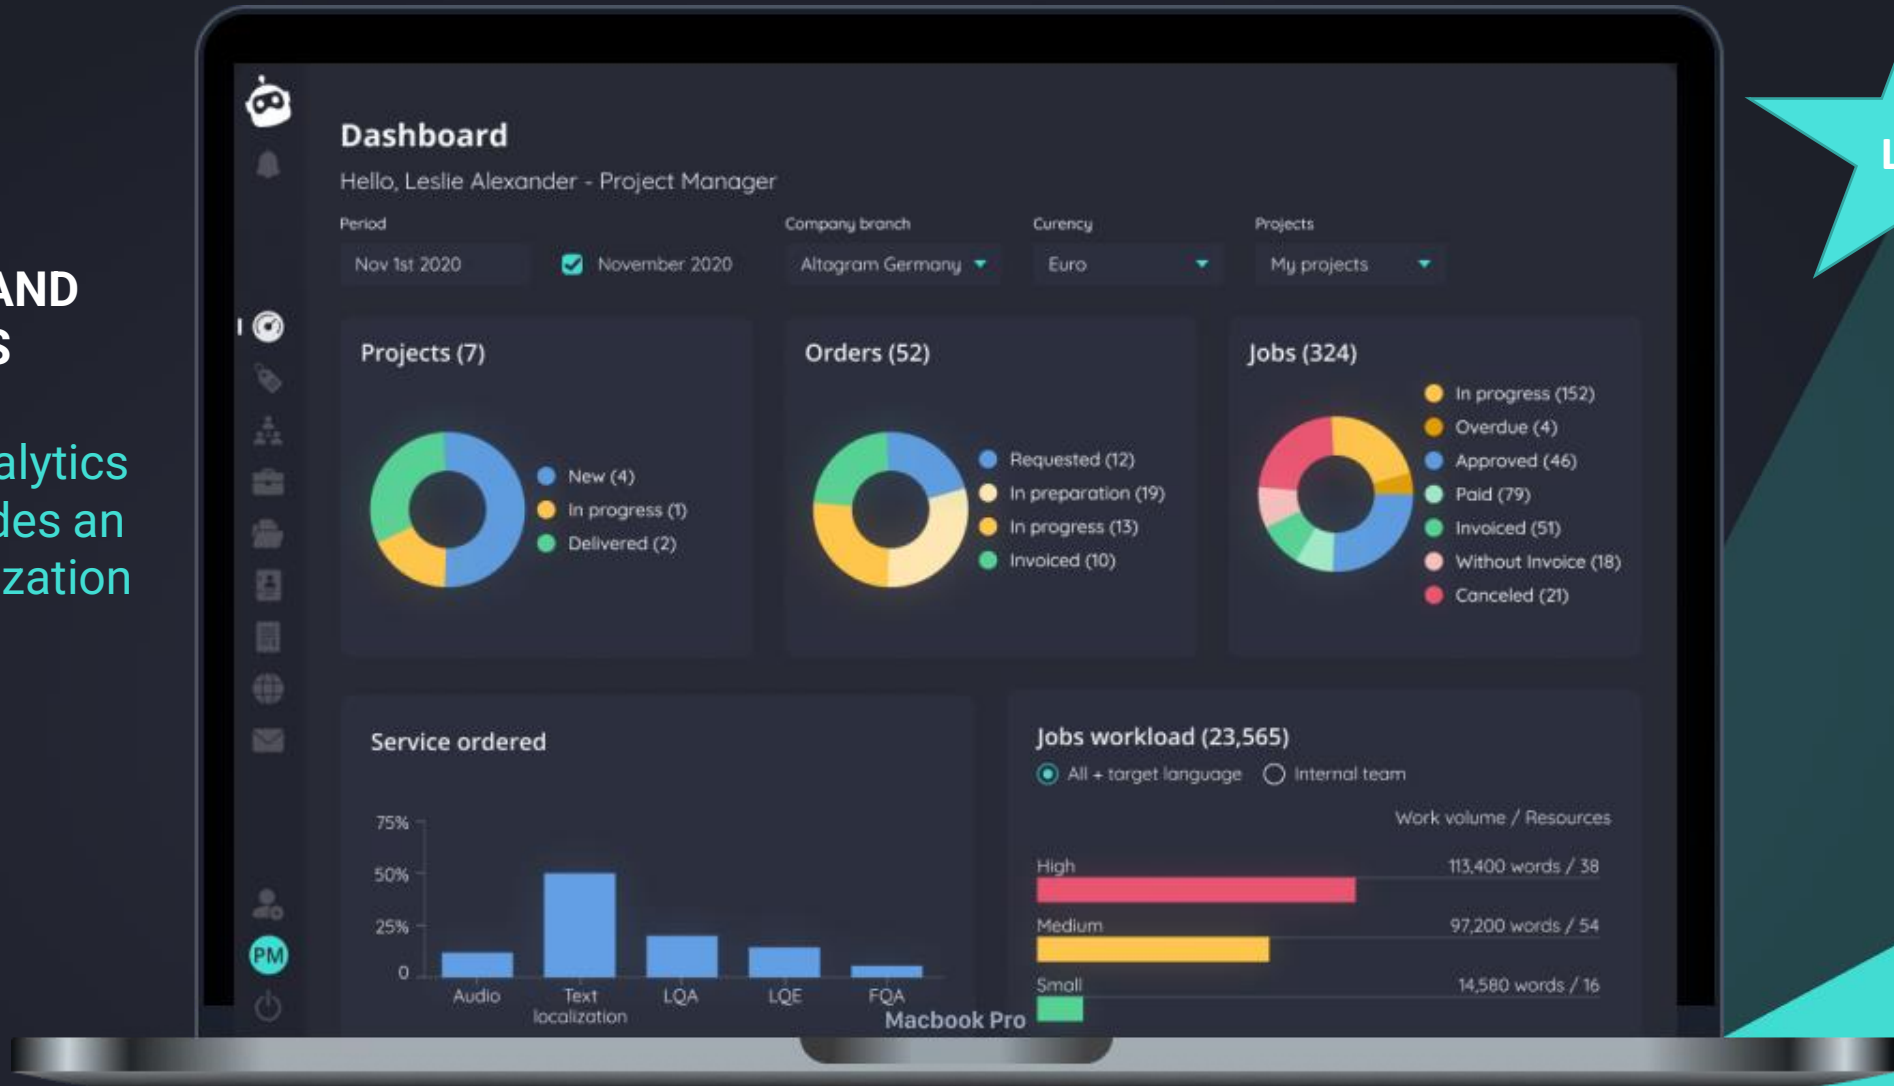 AND
S
alytics
des an
zation
L
Dashboard
Hello, Leslie Alexander - Project Manager
Period
Company branch
Curency
Projects
Nov 1st 2020
November 2020
Altagram Germany
Euro
My projects
Projects (7)
New (4)
In progress (1)
Delivered (2)
Orders (52)
Requested (12)
In preparation (19)
In progress (13)
Invoiced (10)
Jobs (324)
In progress (152)
Overdue (4)
Approved (46)
Paid (79)
Invoiced (51)
Without Invoice (18)
Canceled (21)
Service ordered
75%
50%
25%
0
Audio
Text
localization
LQA
LQE
FQA
Jobs workload (23,565)
All + target language
Internal team
Work volume / Resources
High
113,400 words / 38
Medium
97,200 words / 54
Small
14,580 words / 16
PM
Macbook Pro